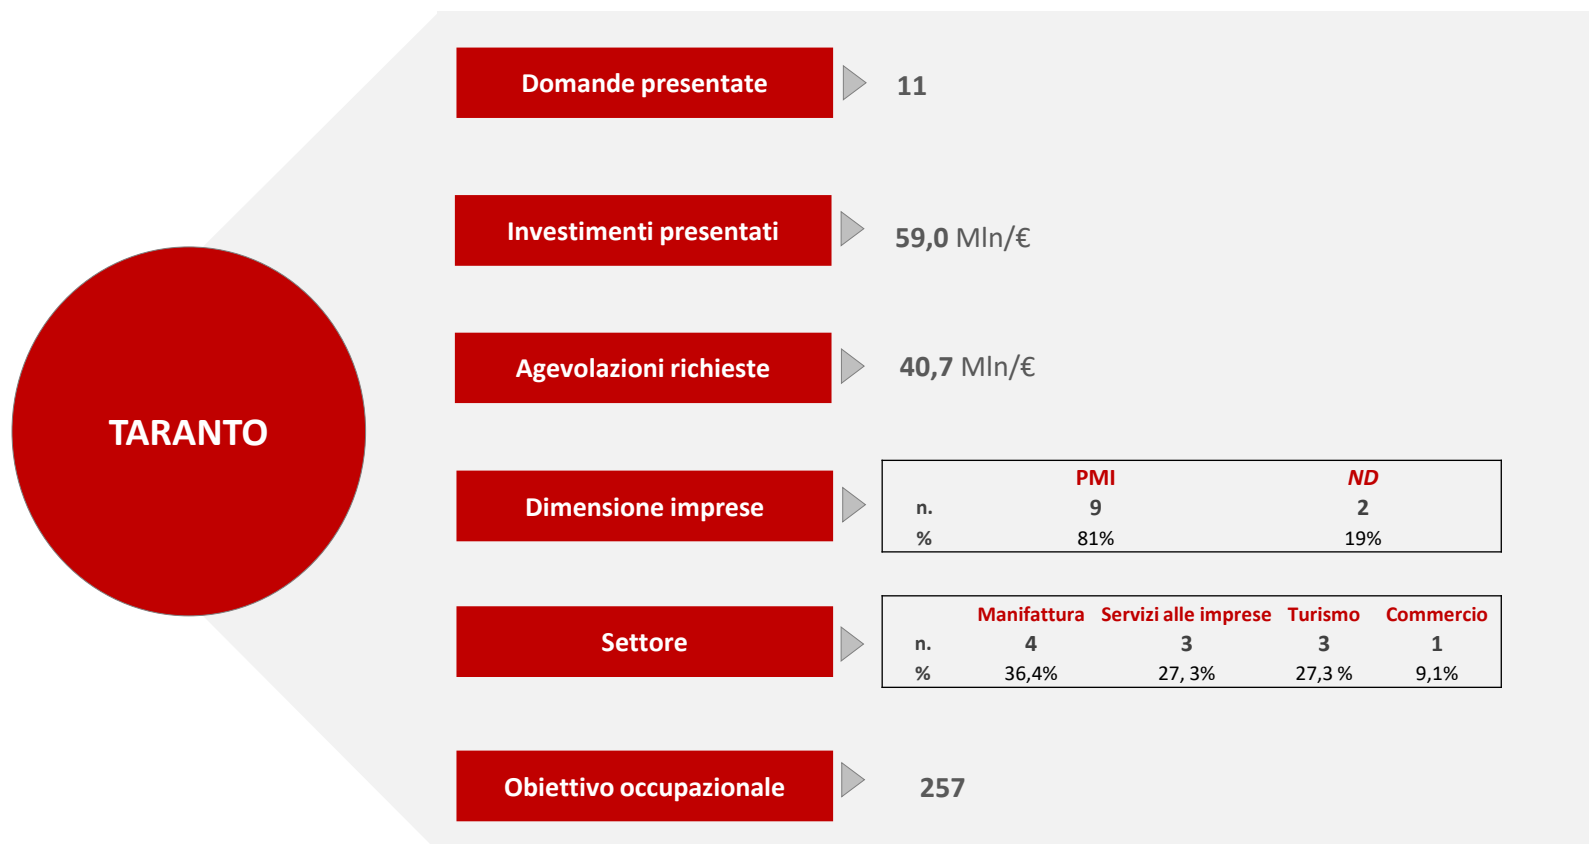 TARANTO
Domande presentate
11
Investimenti presentati
59,0 Mln/€
Agevolazioni richieste
40,7 Mln/€
Dimensione imprese
PMI ND
n. 9 2
% 81% 19%
Settore
Manifattura Servizi alle imprese Turismo Commercio
n. 4 3 3 1
% 36,4% 27, 3% 27,3 % 9,1%
Obiettivo occupazionale
257